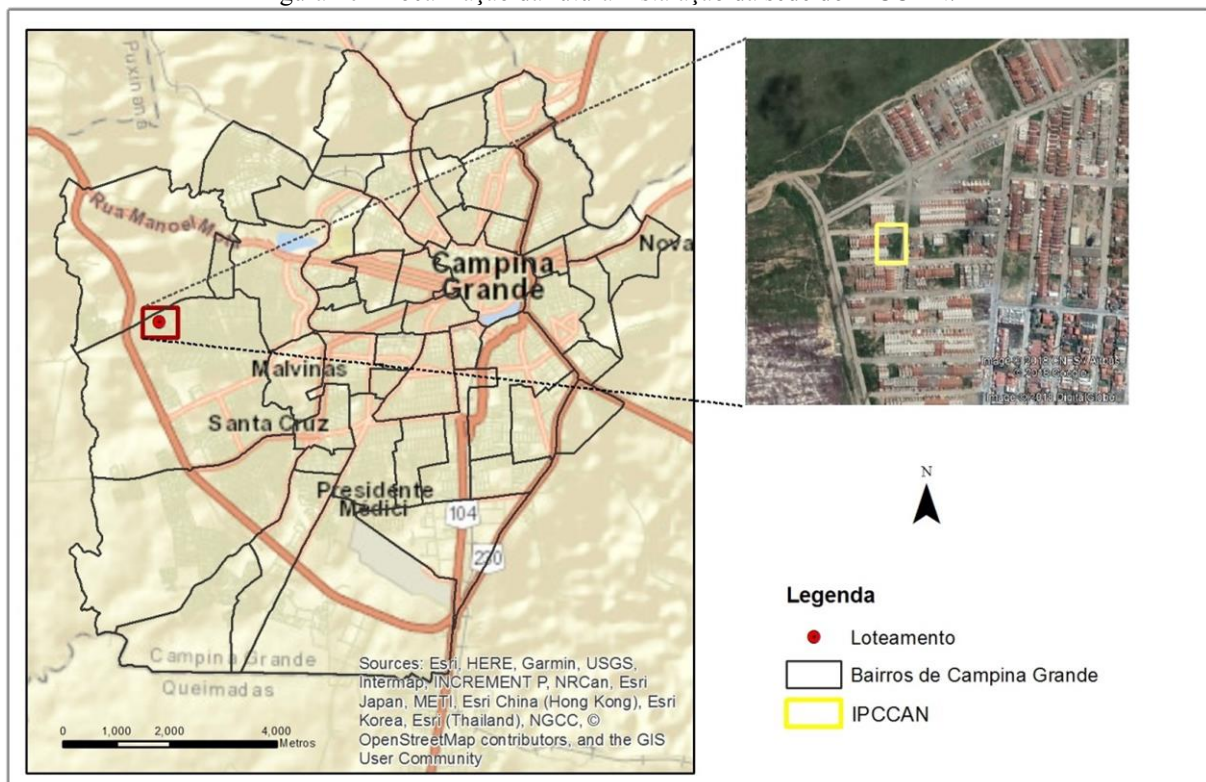 Puxinanã
Rua Manoel Mo
Nova
Campina
Grande
Malvinas
Santa Cruz
Presidente
Médici
104
230
Campina Grande
Queimadas
Sources: Esri, HERE, Garmin, USGS,
Intermap, INCREMENT P, NRCan, Esri
Japan, METI, Esri China (Hong Kong), Esri
Korea, Esri (Thailand), NGCC, ©
OpenStreetMap contributors, and the GIS
User Community
0 1,000 2,000 4,000
Metros
N
Legenda
Loteamento
Bairros de Campina Grande
IPCCAN